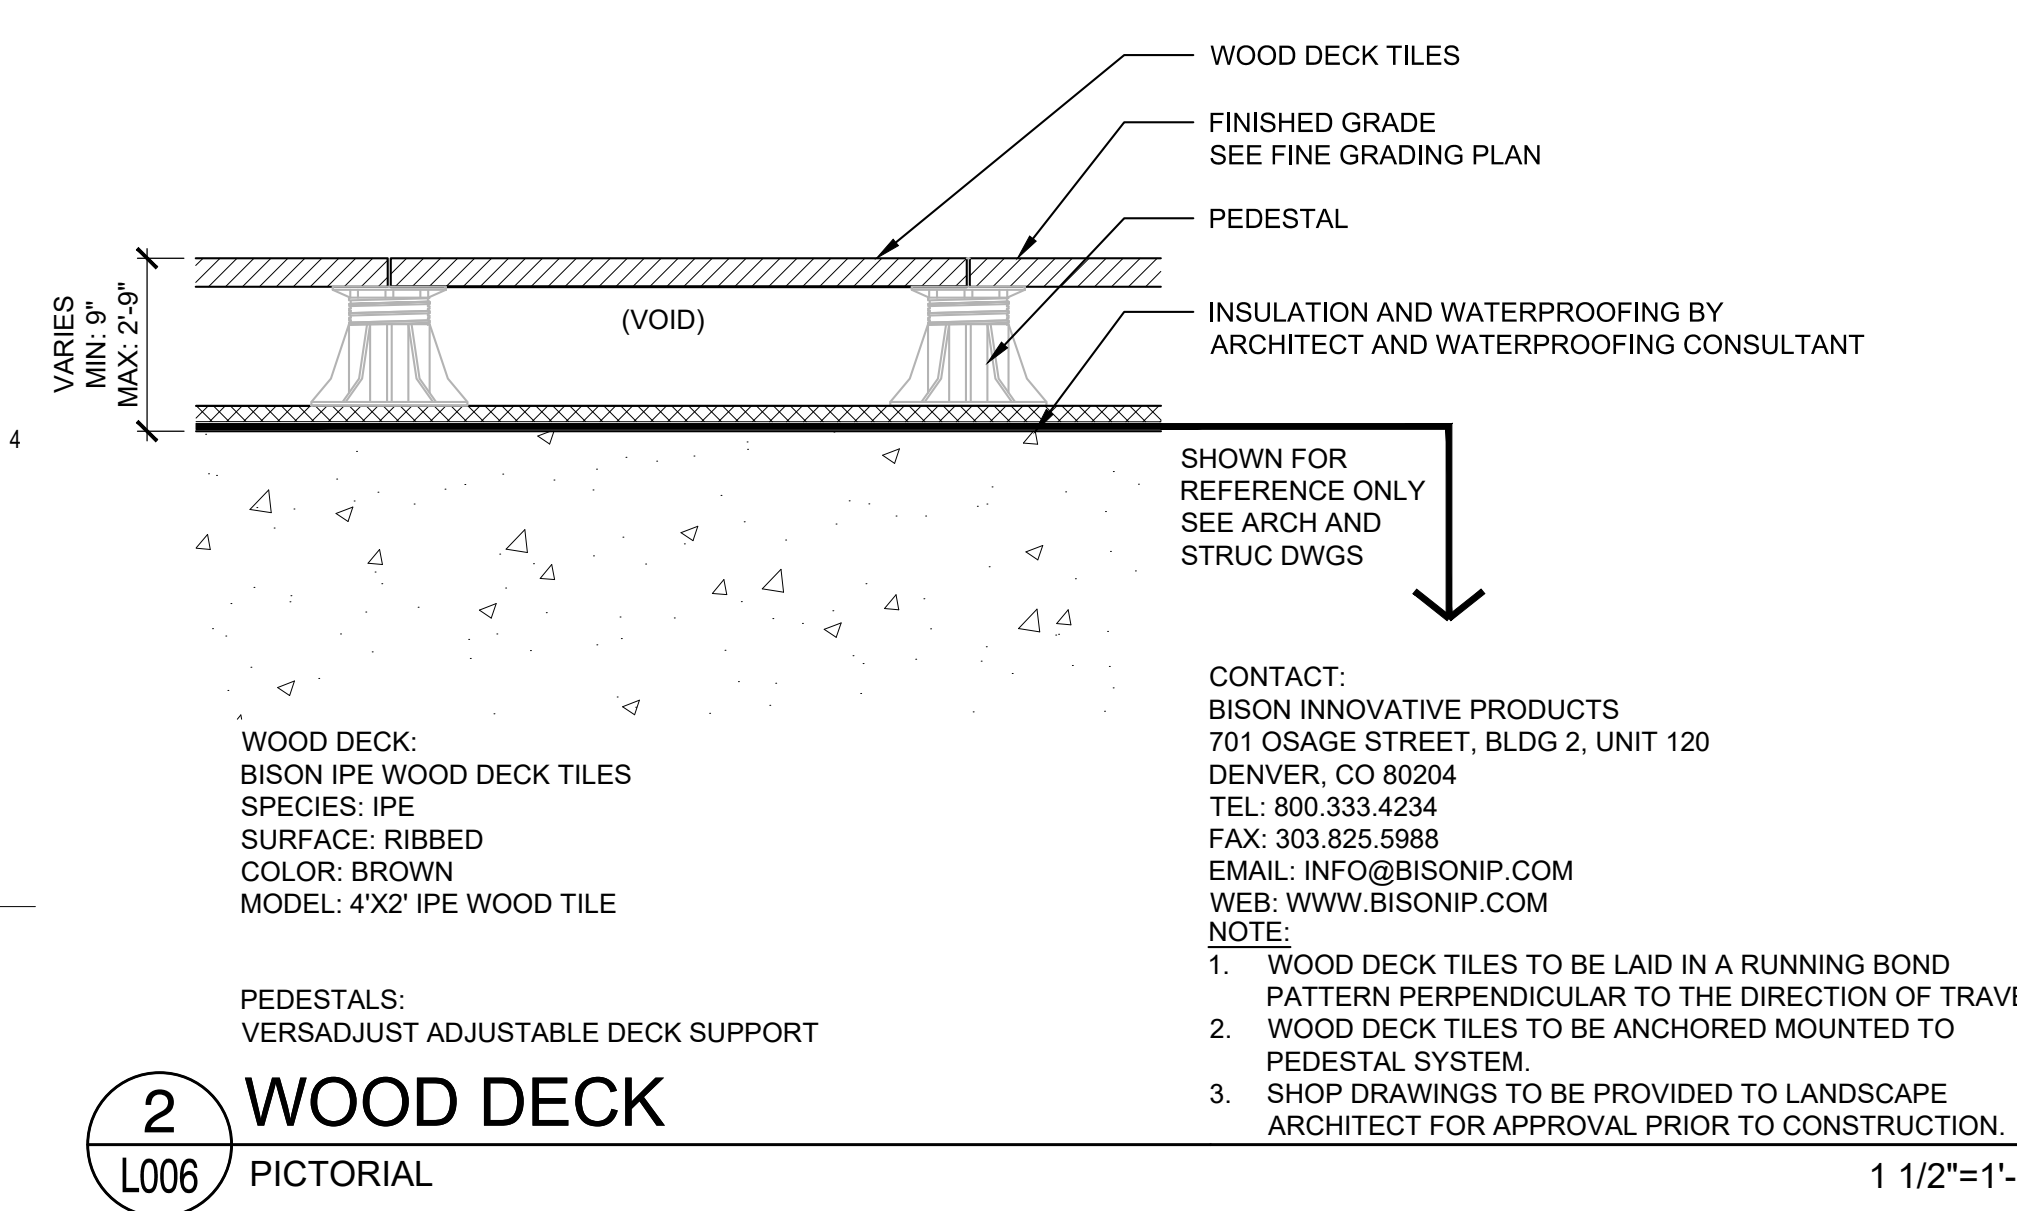 WOOD DECK TILES
FINISHED GRADE
SEE FINE GRADING PLAN
PEDESTAL
INSULATION AND WATERPROOFING BY
ARCHITECT AND WATERPROOFING CONSULTANT
VARIES
MIN: 9"
MAX: 2'-9"
(VOID)
4
SHOWN FOR
REFERENCE ONLY
SEE ARCH AND
STRUC DWGS
WOOD DECK:
BISON IPE WOOD DECK TILES
SPECIES: IPE
SURFACE: RIBBED
COLOR: BROWN
MODEL: 4'X2' IPE WOOD TILE
PEDESTALS:
VERSADJUST ADJUSTABLE DECK SUPPORT
CONTACT:
BISON INNOVATIVE PRODUCTS
701 OSAGE STREET, BLDG 2, UNIT 120
DENVER, CO 80204
TEL: 800.333.4234
FAX: 303.825.5988
EMAIL: INFO@BISONIP.COM
WEB: WWW.BISONIP.COM
NOTE:
1. WOOD DECK TILES TO BE LAID IN A RUNNING BOND
PATTERN PERPENDICULAR TO THE DIRECTION OF TRAVE
2. WOOD DECK TILES TO BE ANCHORED MOUNTED TO
PEDESTAL SYSTEM.
3. SHOP DRAWINGS TO BE PROVIDED TO LANDSCAPE
ARCHITECT FOR APPROVAL PRIOR TO CONSTRUCTION.
2
WOOD DECK
L006
PICTORIAL
1 1/2"=1'-